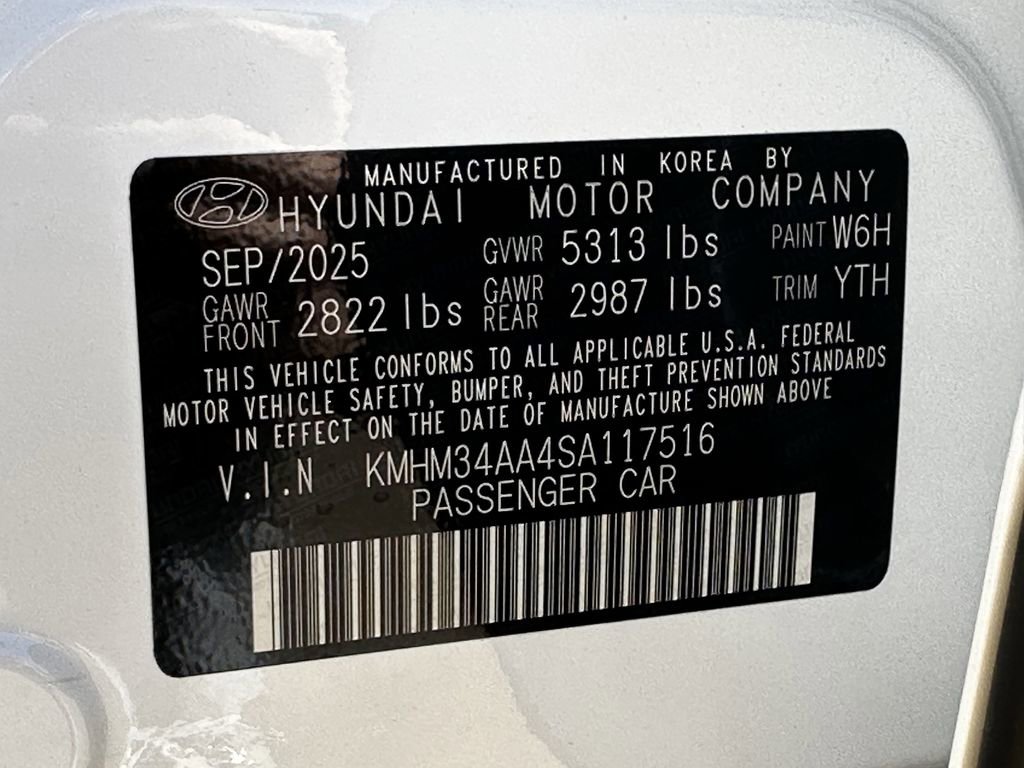 MANUFACTURED IN KOREA BY
HYUNDAI MOTOR COMPANY
SEP/2025 GVWR 5313 lbs PAINT W6H
GAWR FRONT 2822 lbs GAWR REAR 2987 lbs TRIM YTH
THIS VEHICLE CONFORMS TO ALL APPLICABLE U.S.A. FEDERAL
MOTOR VEHICLE SAFETY, BUMPER, AND THEFT PREVENTION STANDARDS
IN EFFECT ON THE DATE OF MANUFACTURE SHOWN ABOVE
V.I.N KMHM34AA4SA117516
PASSENGER CAR